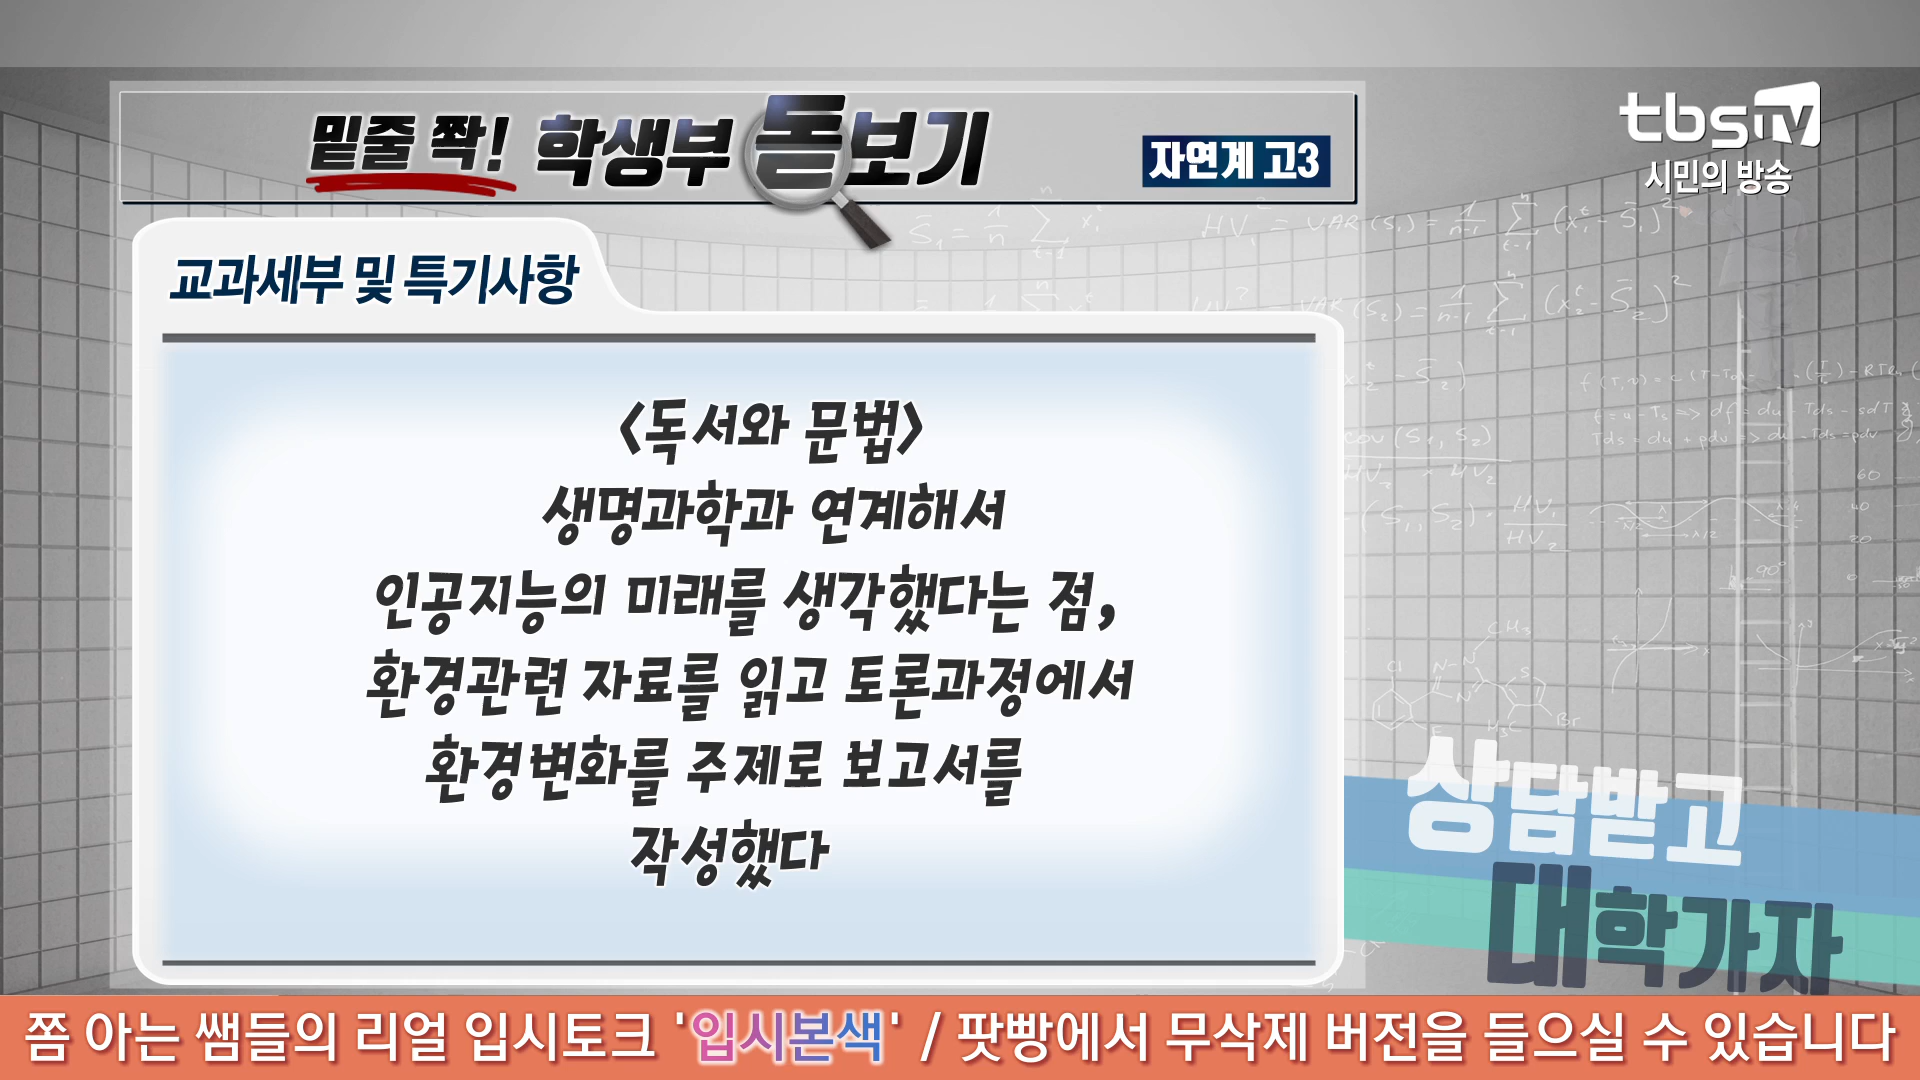 밑줄 쫙! 학생부 돋보기
자연계 고3
tbs TV
시민의 방송
교과세부 및 특기사항
<독서와 문법>
생명과학과 연계해서
인공지능의 미래를 생각했다는 점,
환경관련 자료를 읽고 토론과정에서
환경변화를 주제로 보고서를
작성했다
상담받고
대학가자
쫌 아는 쌤들의 리얼 입시토크 '입시본색' / 팟빵에서 무삭제 버전을 들으실 수 있습니다